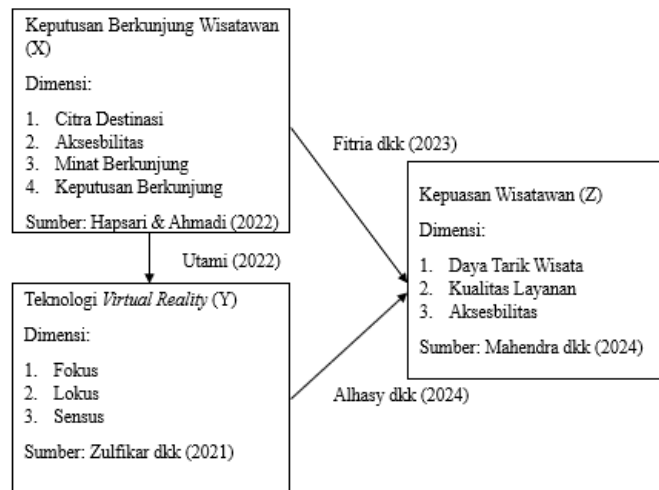 Keputusan Berkunjung Wisatawan
(X)
Dimensi:
1. Citra Destinasi
2. Aksesbilitas
3. Minat Berkunjung
4. Keputusan Berkunjung
Sumber: Hapsari & Ahmadi (2022)
Utami (2022)
Teknologi Virtual Reality (Y)
Dimensi:
1. Fokus
2. Lokus
3. Sensus
Sumber: Zulfikar dkk (2021)
Fitria dkk (2023)
Kepuasan Wisatawan (Z)
Dimensi:
1. Daya Tarik Wisata
2. Kualitas Layanan
3. Aksesbilitas
Sumber: Mahendra dkk (2024)
Alhasy dkk (2024)